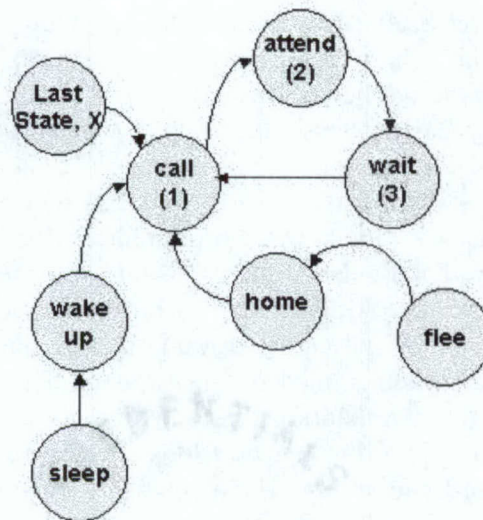 attend
(2)
Last
State, X
call
(1)
wait
(3)
home
wake
up
flee
sleep